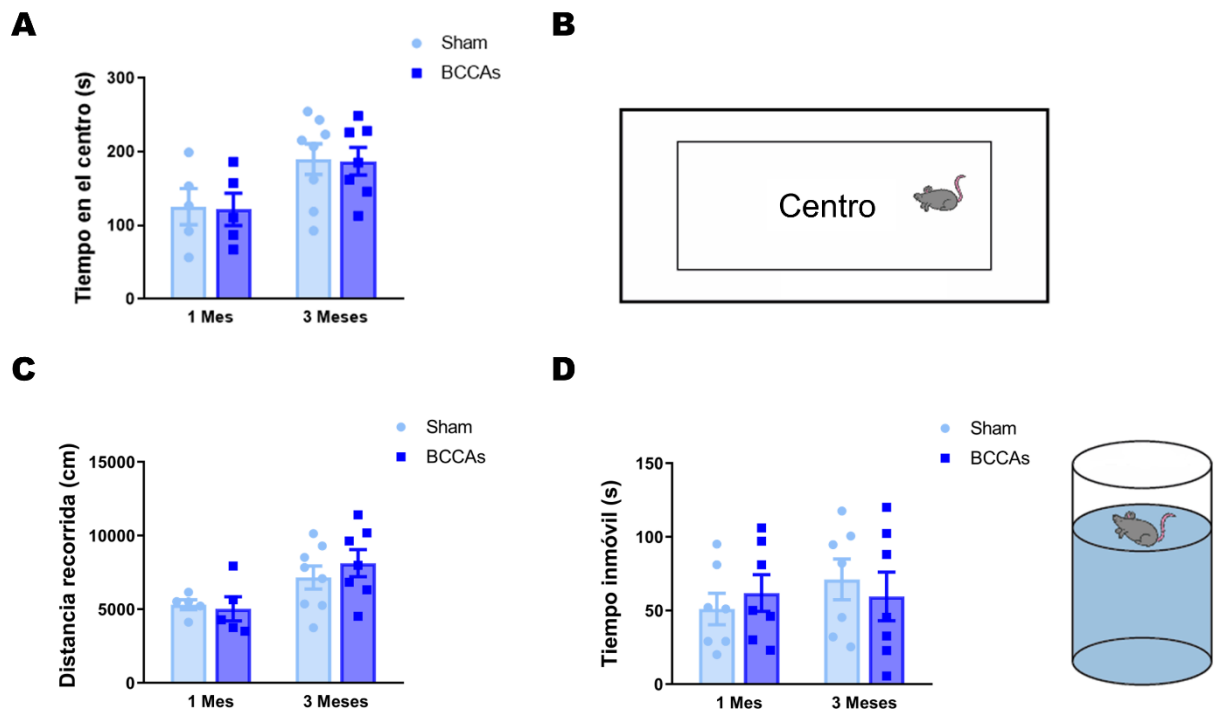 A
Sham
BCCAs
Tiempo en el centro (s)
300
200
100
0
1 Mes
3 Meses
B
Centro
C
Sham
BCCAs
Distancia recorrida (cm)
15000
10000
5000
0
1 Mes
3 Meses
D
Sham
BCCAs
Tiempo inmóvil (s)
150
100
50
0
1 Mes
3 Meses